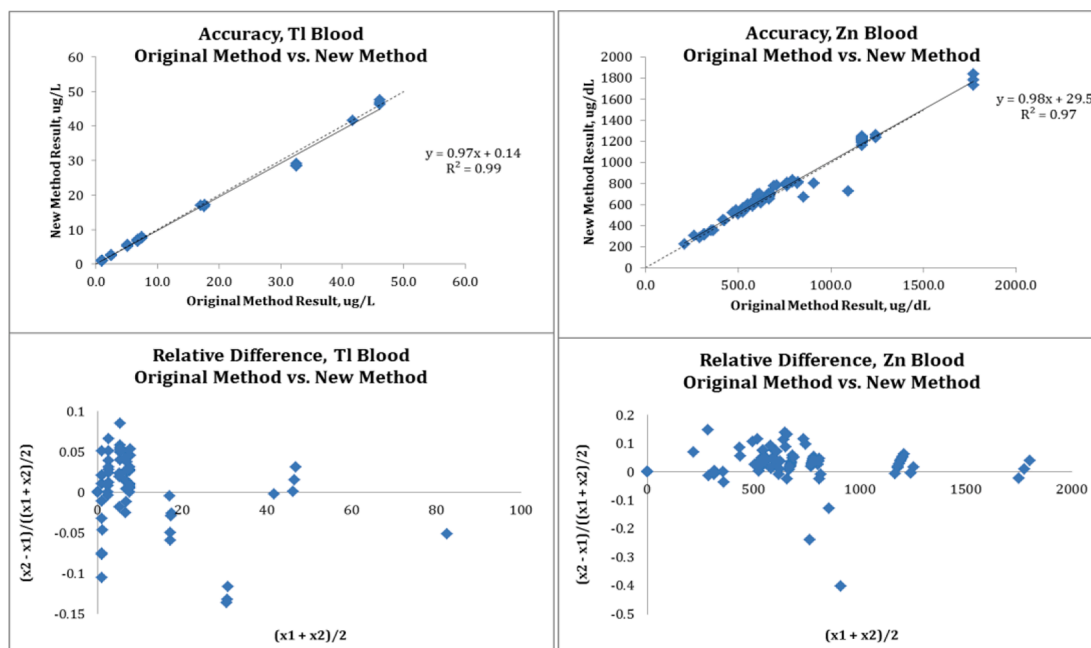 Accuracy, Tl Blood
Original Method vs. New Method
60
50
40
30
20
10
0
0.0 10.0 20.0 30.0 40.0 50.0 60.0
New Method Result, ug/L
Original Method Result, ug/L
y = 0.97x + 0.14
R² = 0.99
Accuracy, Zn Blood
Original Method vs. New Method
2000
1800
1600
1400
1200
1000
800
600
400
200
0
0.0 500.0 1000.0 1500.0 2000.0
New Method Result, ug/dL
Original Method Result, ug/dL
y = 0.98x + 29.5
R² = 0.97
Relative Difference, Tl Blood
Original Method vs. New Method
0.1
0.05
0
-0.05
-0.1
-0.15
0 20 40 60 80 100
(x2 - x1)/((x1 + x2)/2)
(x1 + x2)/2
Relative Difference, Zn Blood
Original Method vs. New Method
0.2
0.1
0
-0.1
-0.2
-0.3
-0.4
-0.5
0 500 1000 1500 2000
(x2 - x1)/((x1 + x2)/2)
(x1 + x2)/2